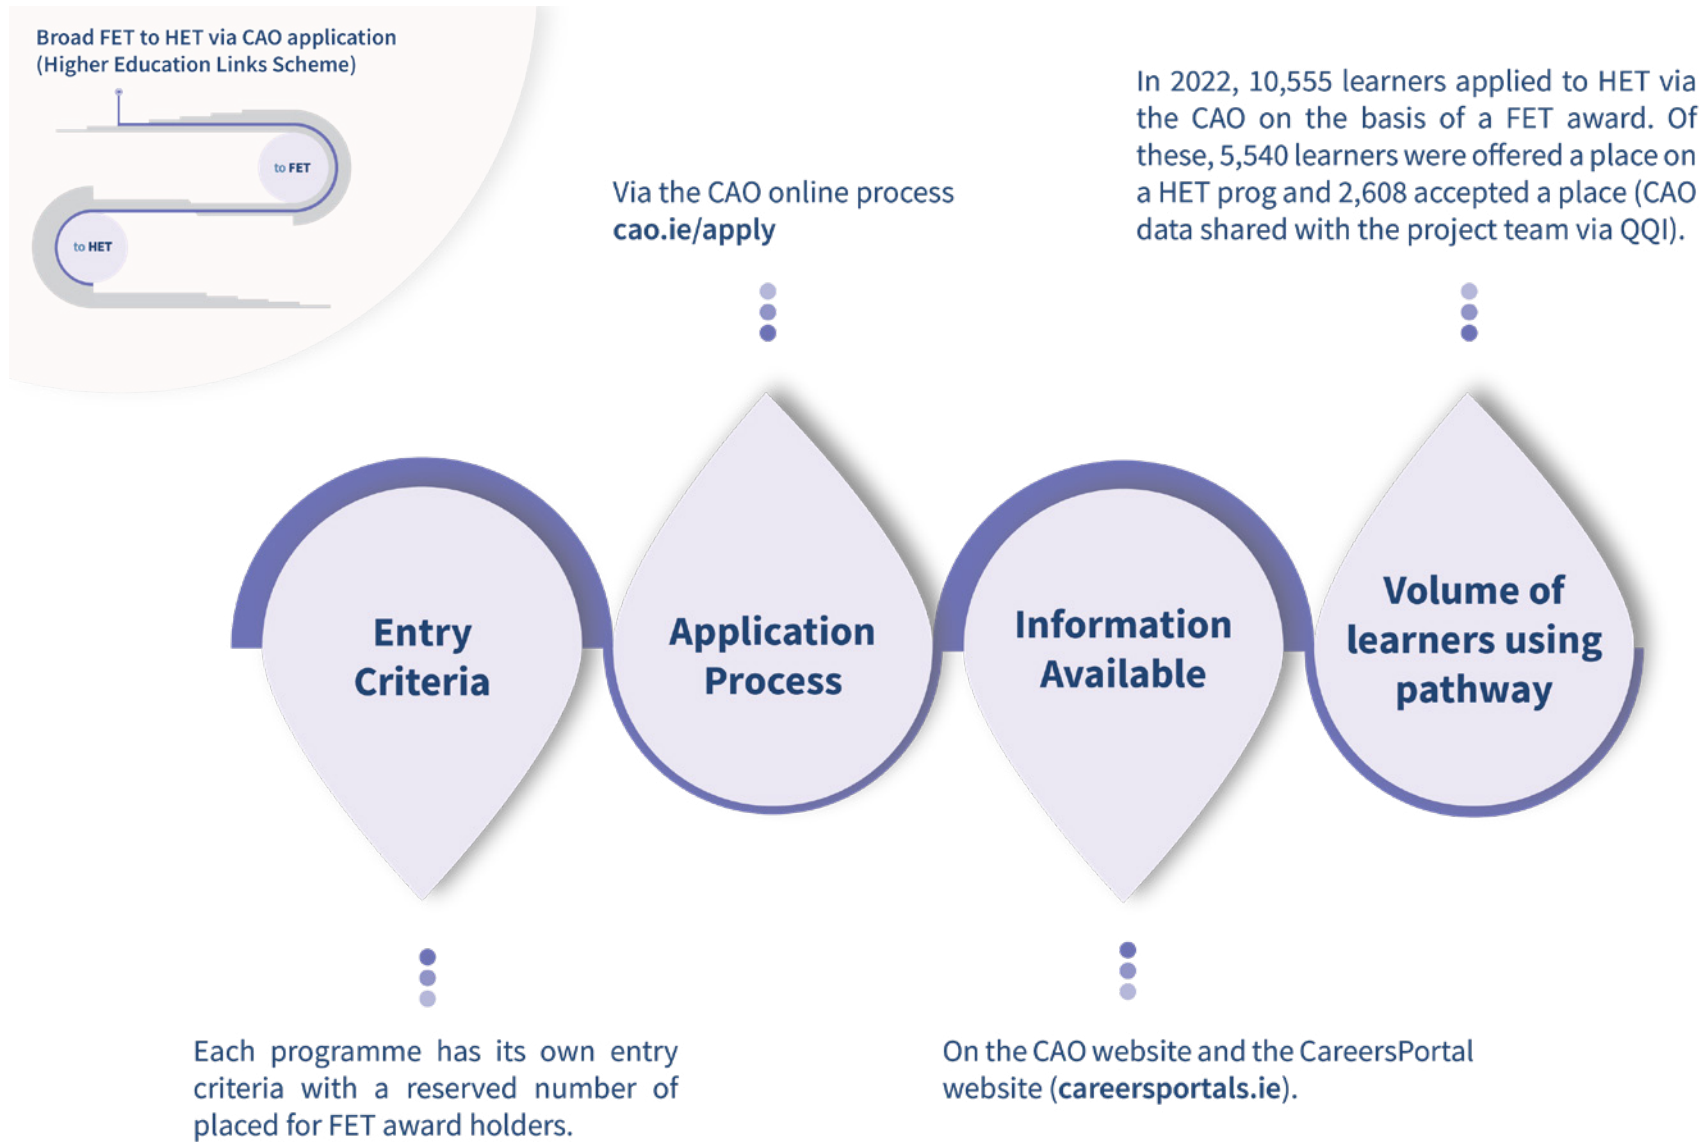 Broad FET to HET via CAO application
(Higher Education Links Scheme)
to FET
to HET
Via the CAO online process
cao.ie/apply
In 2022, 10,555 learners applied to HET via
the CAO on the basis of a FET award. Of
these, 5,540 learners were offered a place on
a HET prog and 2,608 accepted a place (CAO
data shared with the project team via QQI).
Entry
Criteria
Application
Process
Information
Available
Volume of
learners using
pathway
Each programme has its own entry
criteria with a reserved number of
placed for FET award holders.
On the CAO website and the CareersPortal
website (careersportals.ie).